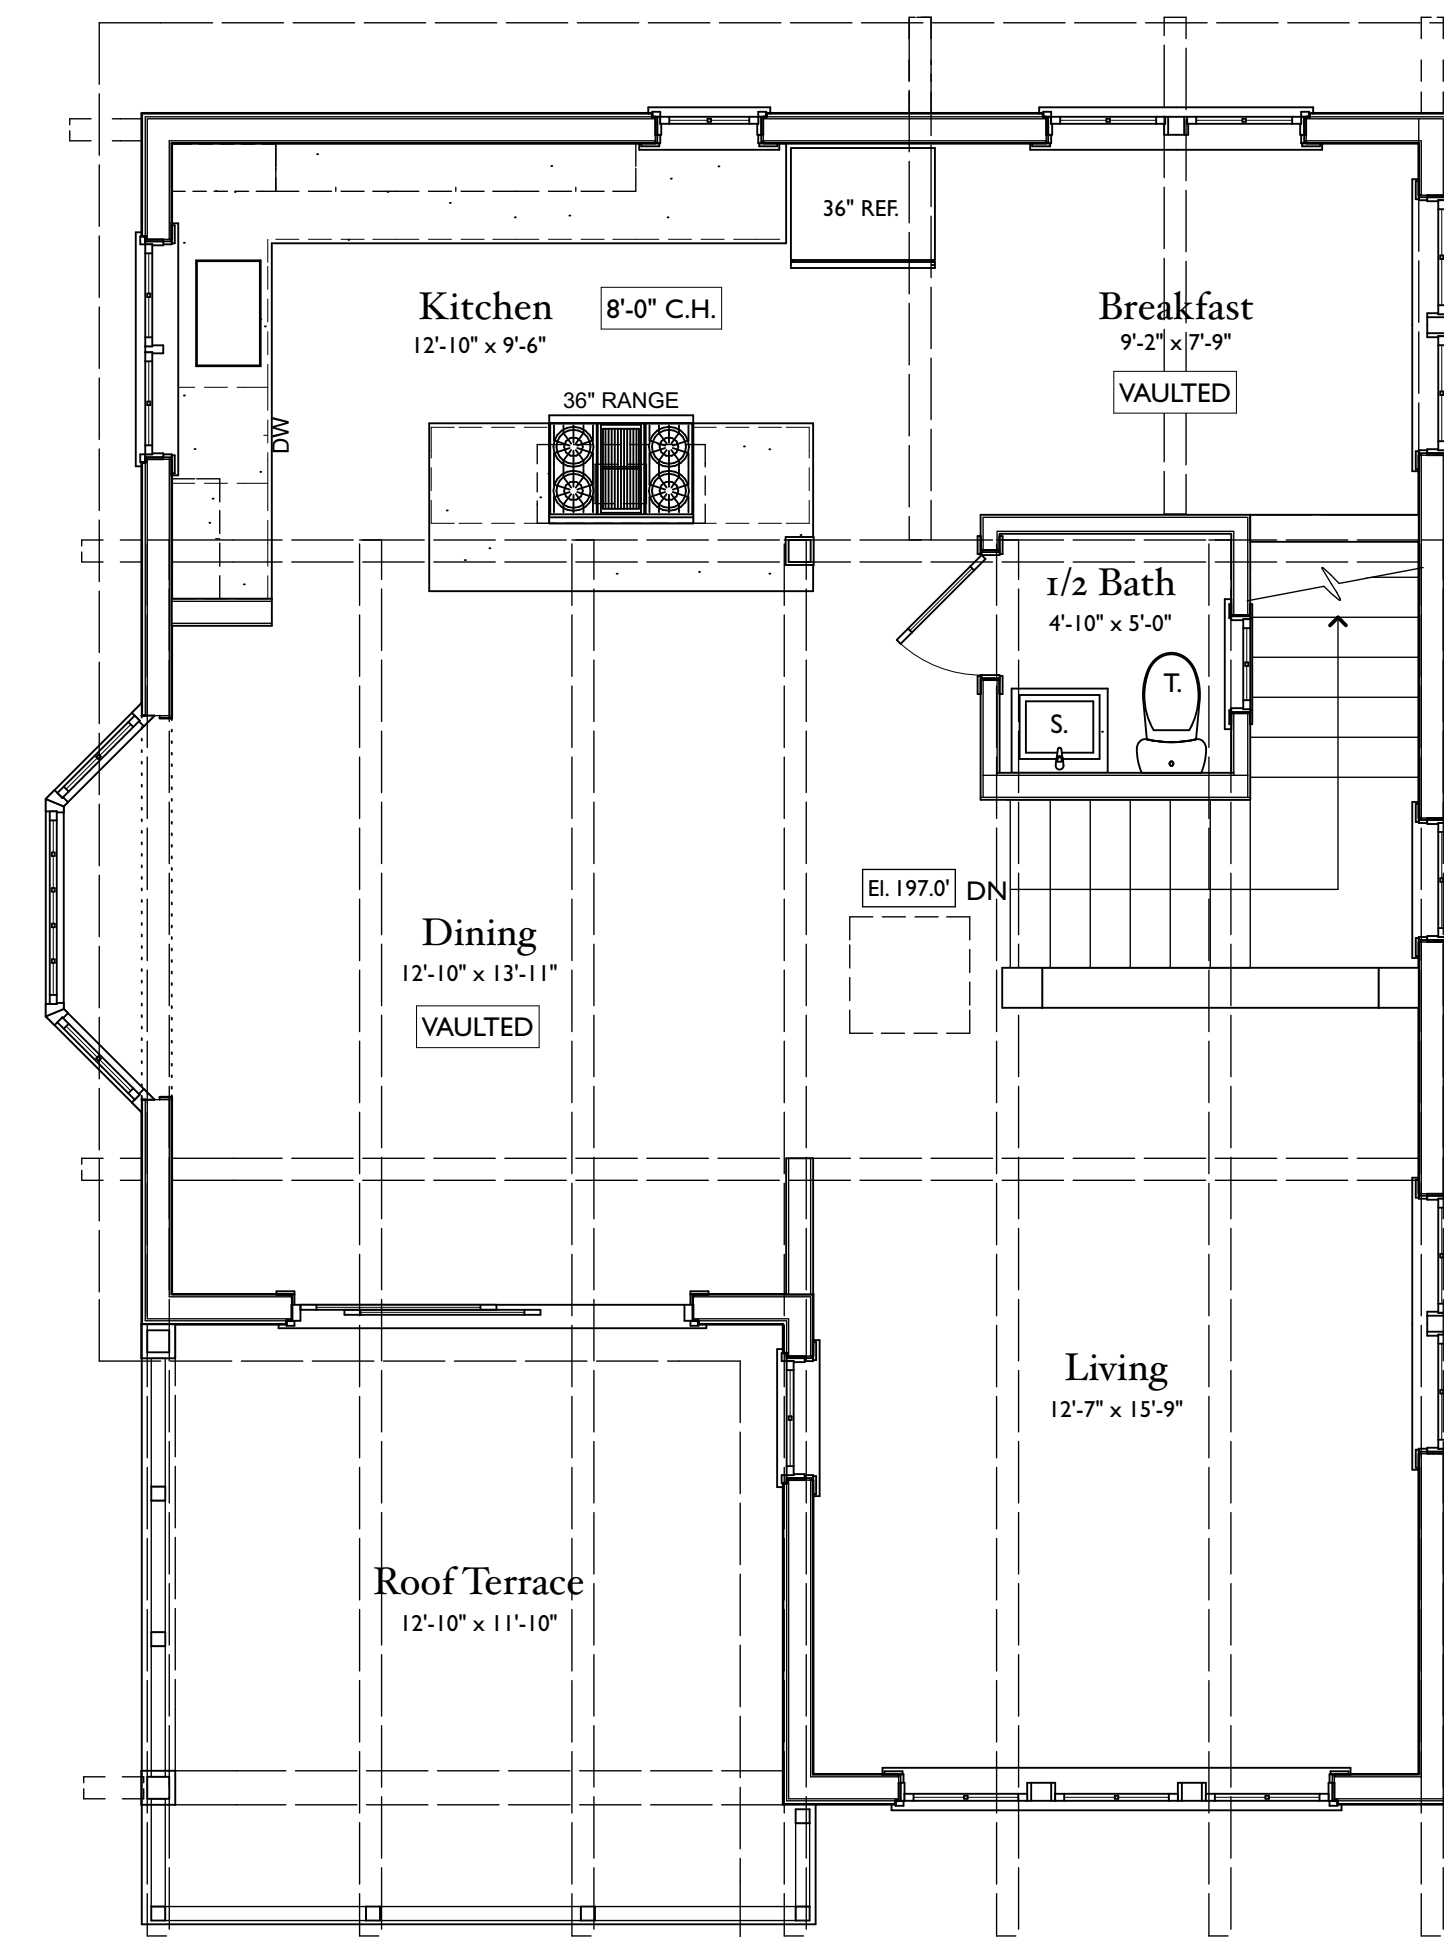 36" REF.
Kitchen
12'-10" x 9'-6"
8'-0" C.H.
Breakfast
9'-2" x 7'-9"
VAULTED
36" RANGE
DW
1/2 Bath
4'-10" x 5'-0"
T.
S.
El. 197.0'
DN
Dining
12'-10" x 13'-11"
VAULTED
Living
12'-7" x 15'-9"
Roof Terrace
12'-10" x 11'-10"